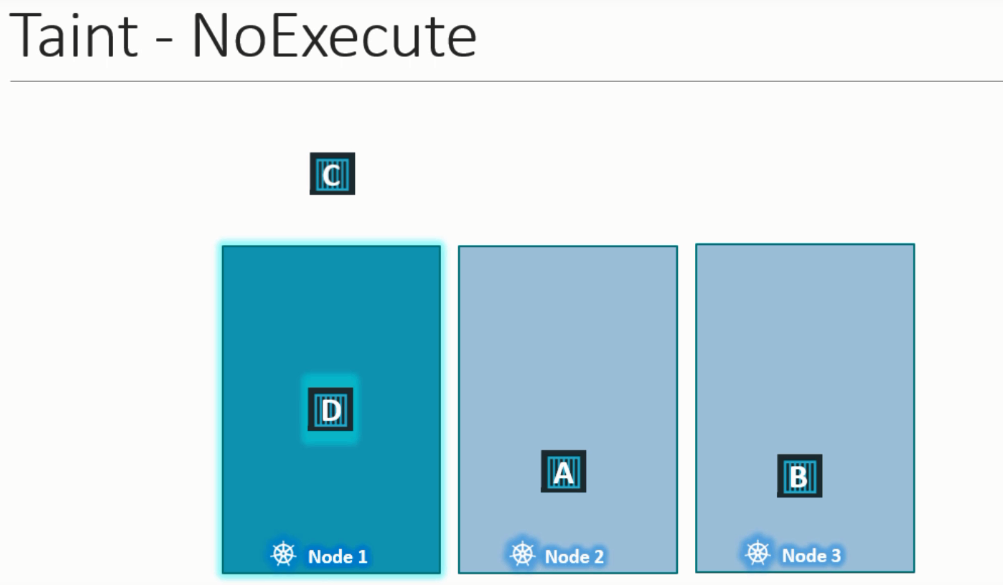 Taint - NoExecute
C
D
A
B
Node 1
Node 2
Node 3